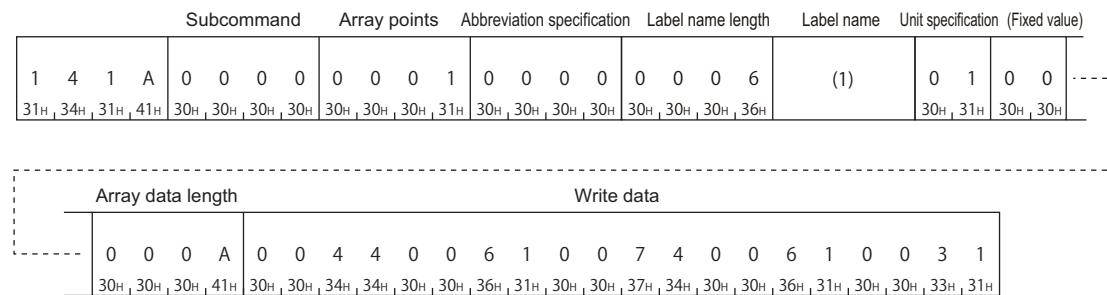 Subcommand Array points Abbreviation specification Label name length Label name Unit specification (Fixed value)
1 4 1 A 0 0 0 0 0 0 0 1 0 0 0 0 0 0 0 6 (1) 0 1 0 0
31H 34H 31H 41H 30H 30H 30H 30H 30H 30H 30H 31H 30H 30H 30H 30H 30H 30H 30H 36H 30H 31H 30H 30H
Array data length Write data
0 0 0 A 0 0 4 4 0 0 6 1 0 0 7 4 0 0 6 1 0 0 3 1
30H 30H 30H 41H 30H 30H 34H 34H 30H 30H 36H 31H 30H 30H 37H 34H 30H 30H 36H 31H 30H 30H 33H 31H